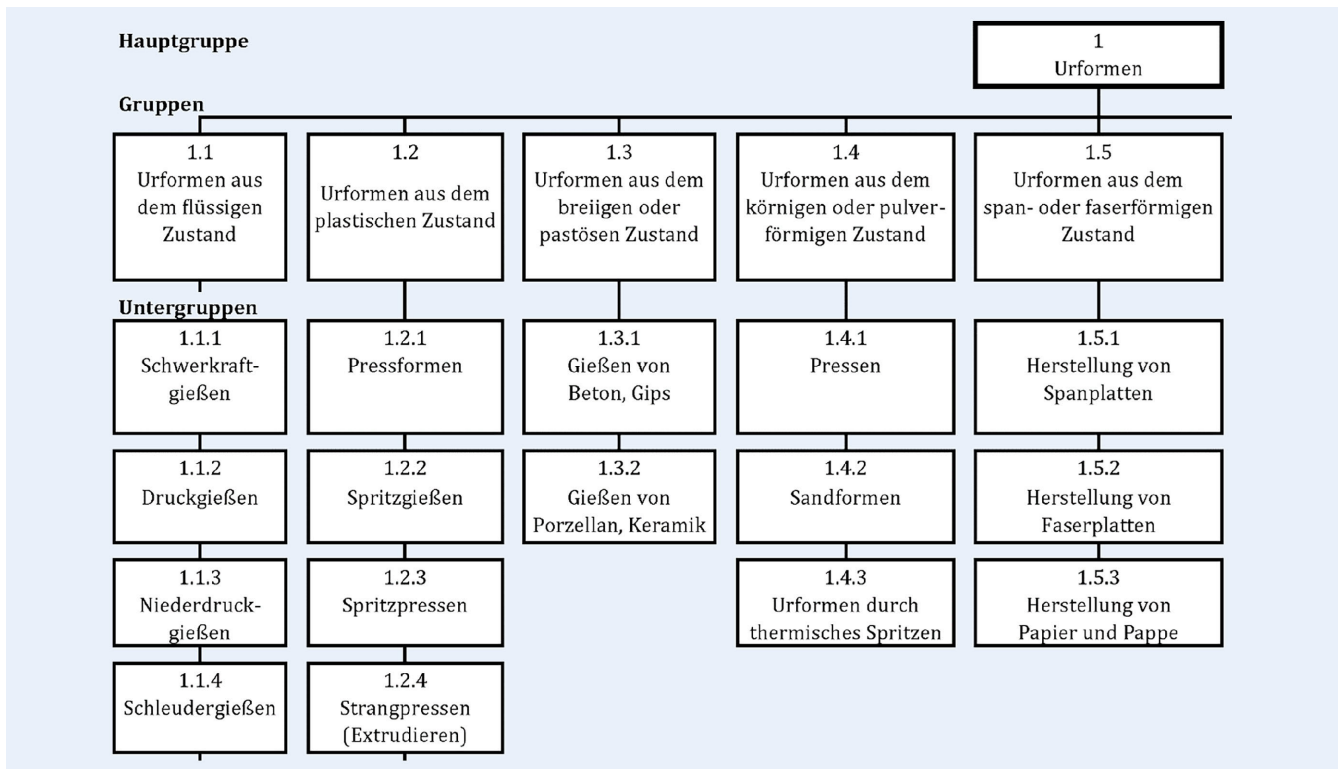 Hauptgruppe
1
Urformen
Gruppen
1.1
Urformen aus
dem flüssigen
Zustand
1.2
Urformen aus dem
plastischen Zustand
1.3
Urformen aus dem
breiigen oder
pastösen Zustand
1.4
Urformen aus dem
körnigen oder pulver-
förmigen Zustand
1.5
Urformen aus dem
span- oder faserförmigen
Zustand
Untergruppen
1.1.1
Schwerkraft-
gießen
1.2.1
Pressformen
1.3.1
Gießen von
Beton, Gips
1.4.1
Pressen
1.5.1
Herstellung von
Spanplatten
1.1.2
Druckgießen
1.2.2
Spritzgießen
1.3.2
Gießen von
Porzellan, Keramik
1.4.2
Sandformen
1.5.2
Herstellung von
Faserplatten
1.1.3
Niederdruck-
gießen
1.2.3
Spritzpressen
1.4.3
Urformen durch
thermisches Spritzen
1.5.3
Herstellung von
Papier und Pappe
1.1.4
Schleudergießen
1.2.4
Strangpressen
(Extrudieren)